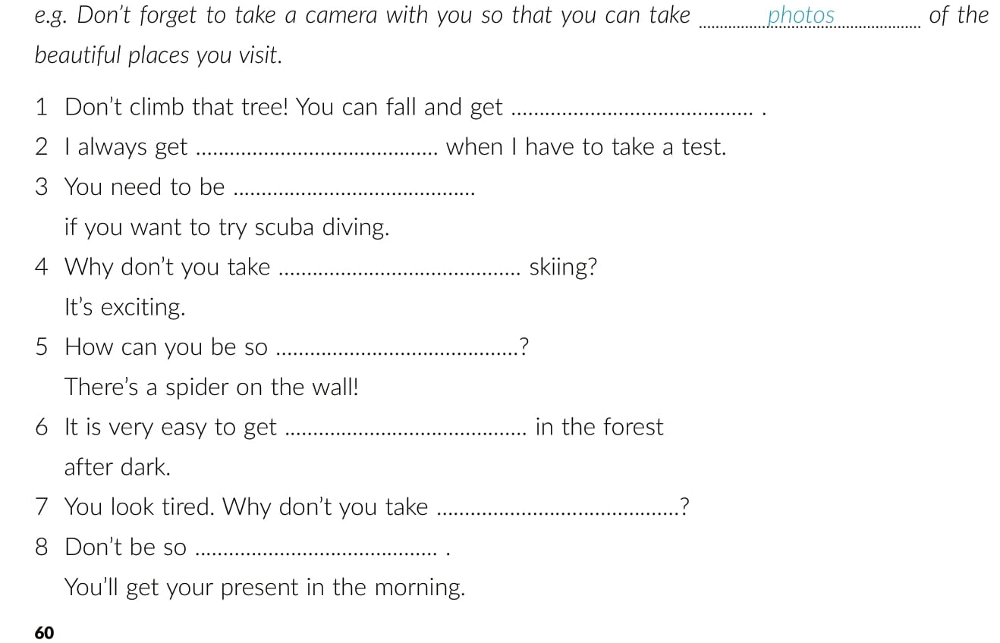 e.g. Don't forget to take a camera with you so that you can take ......photos...... of the
beautiful places you visit.
1 Don't climb that tree! You can fall and get ........................................... .
2 I always get ........................................... when I have to take a test.
3 You need to be ...........................................
if you want to try scuba diving.
4 Why don't you take ........................................... skiing?
It's exciting.
5 How can you be so ...........................................?
There's a spider on the wall!
6 It is very easy to get ........................................... in the forest
after dark.
7 You look tired. Why don't you take ...........................................?
8 Don't be so ........................................... .
You'll get your present in the morning.
60